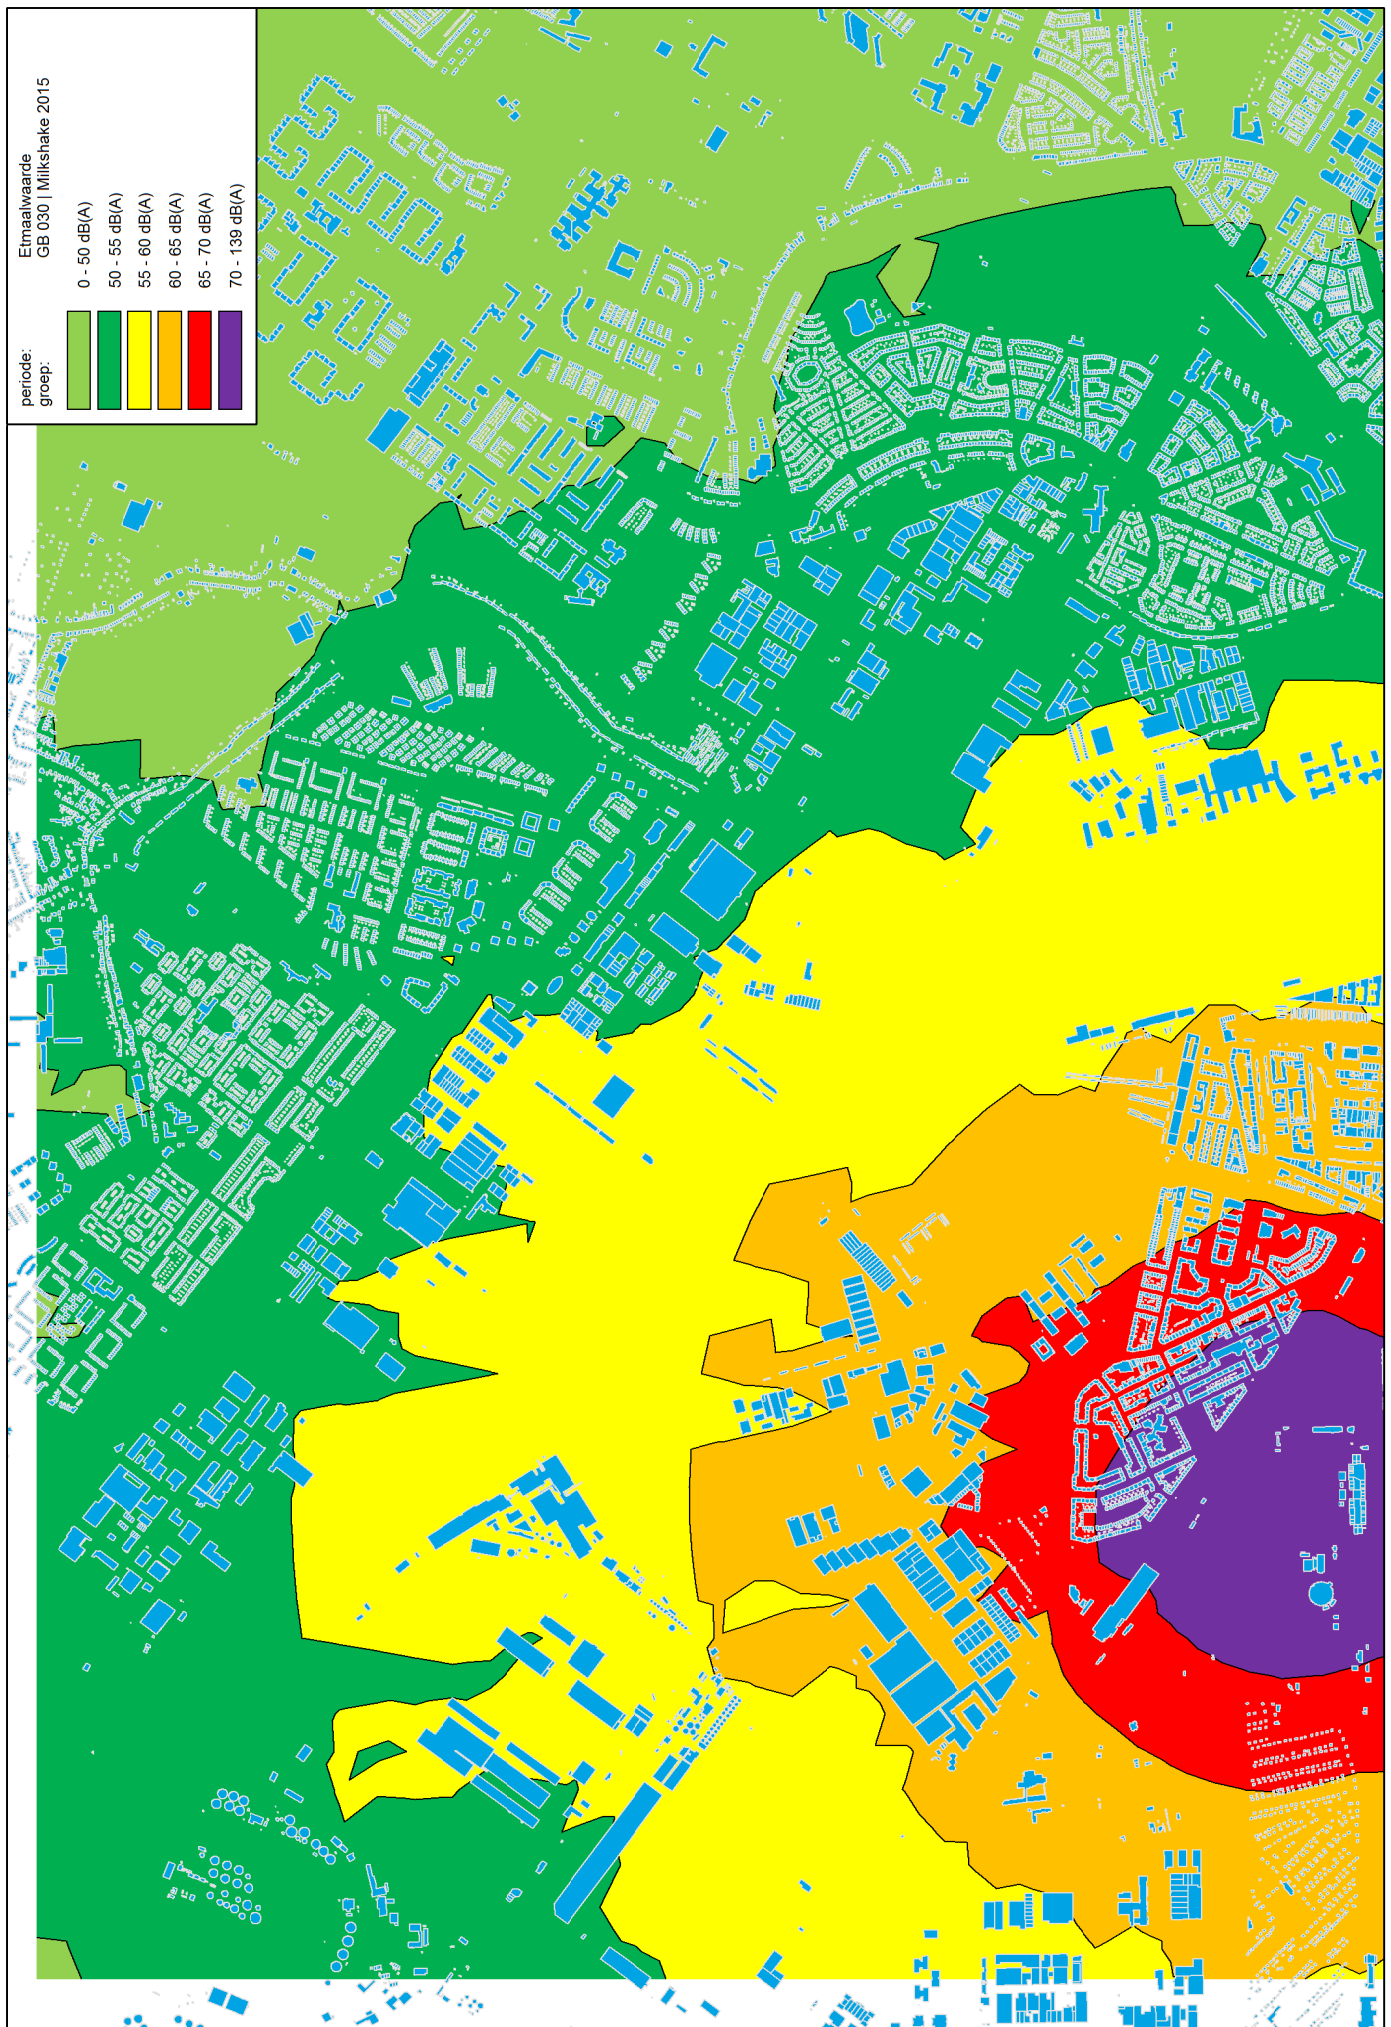 periode: Etmaalwaarde
groep: GB 030 | Milkshake 2015
0 - 50 dB(A)
50 - 55 dB(A)
55 - 60 dB(A)
60 - 65 dB(A)
65 - 70 dB(A)
70 - 139 dB(A)